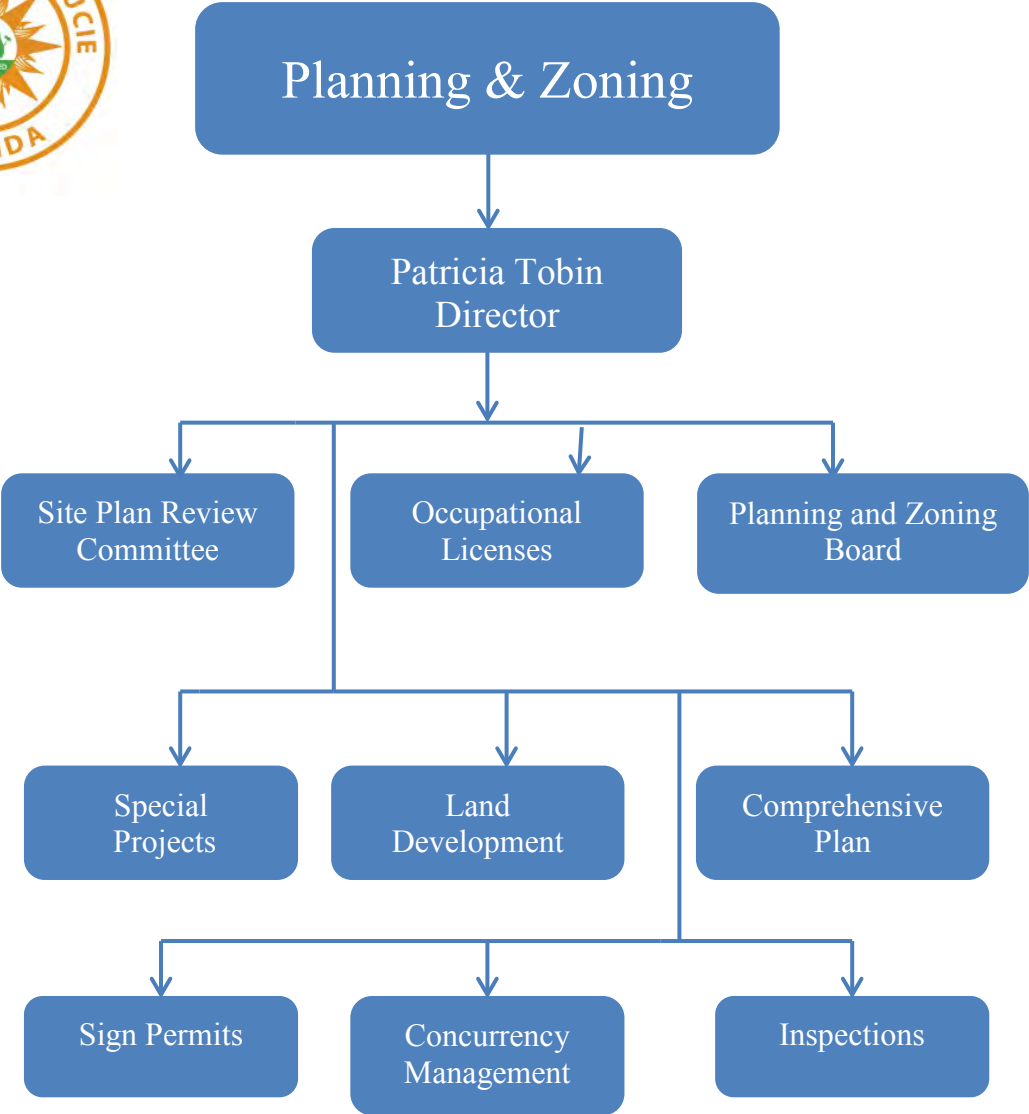 UCIE
Planning & Zoning
Patricia Tobin
Director
Site Plan Review
Committee
Occupational
Licenses
Planning and Zoning
Board
Special
Projects
Land
Development
Comprehensive
Plan
Sign Permits
Concurrency
Management
Inspections